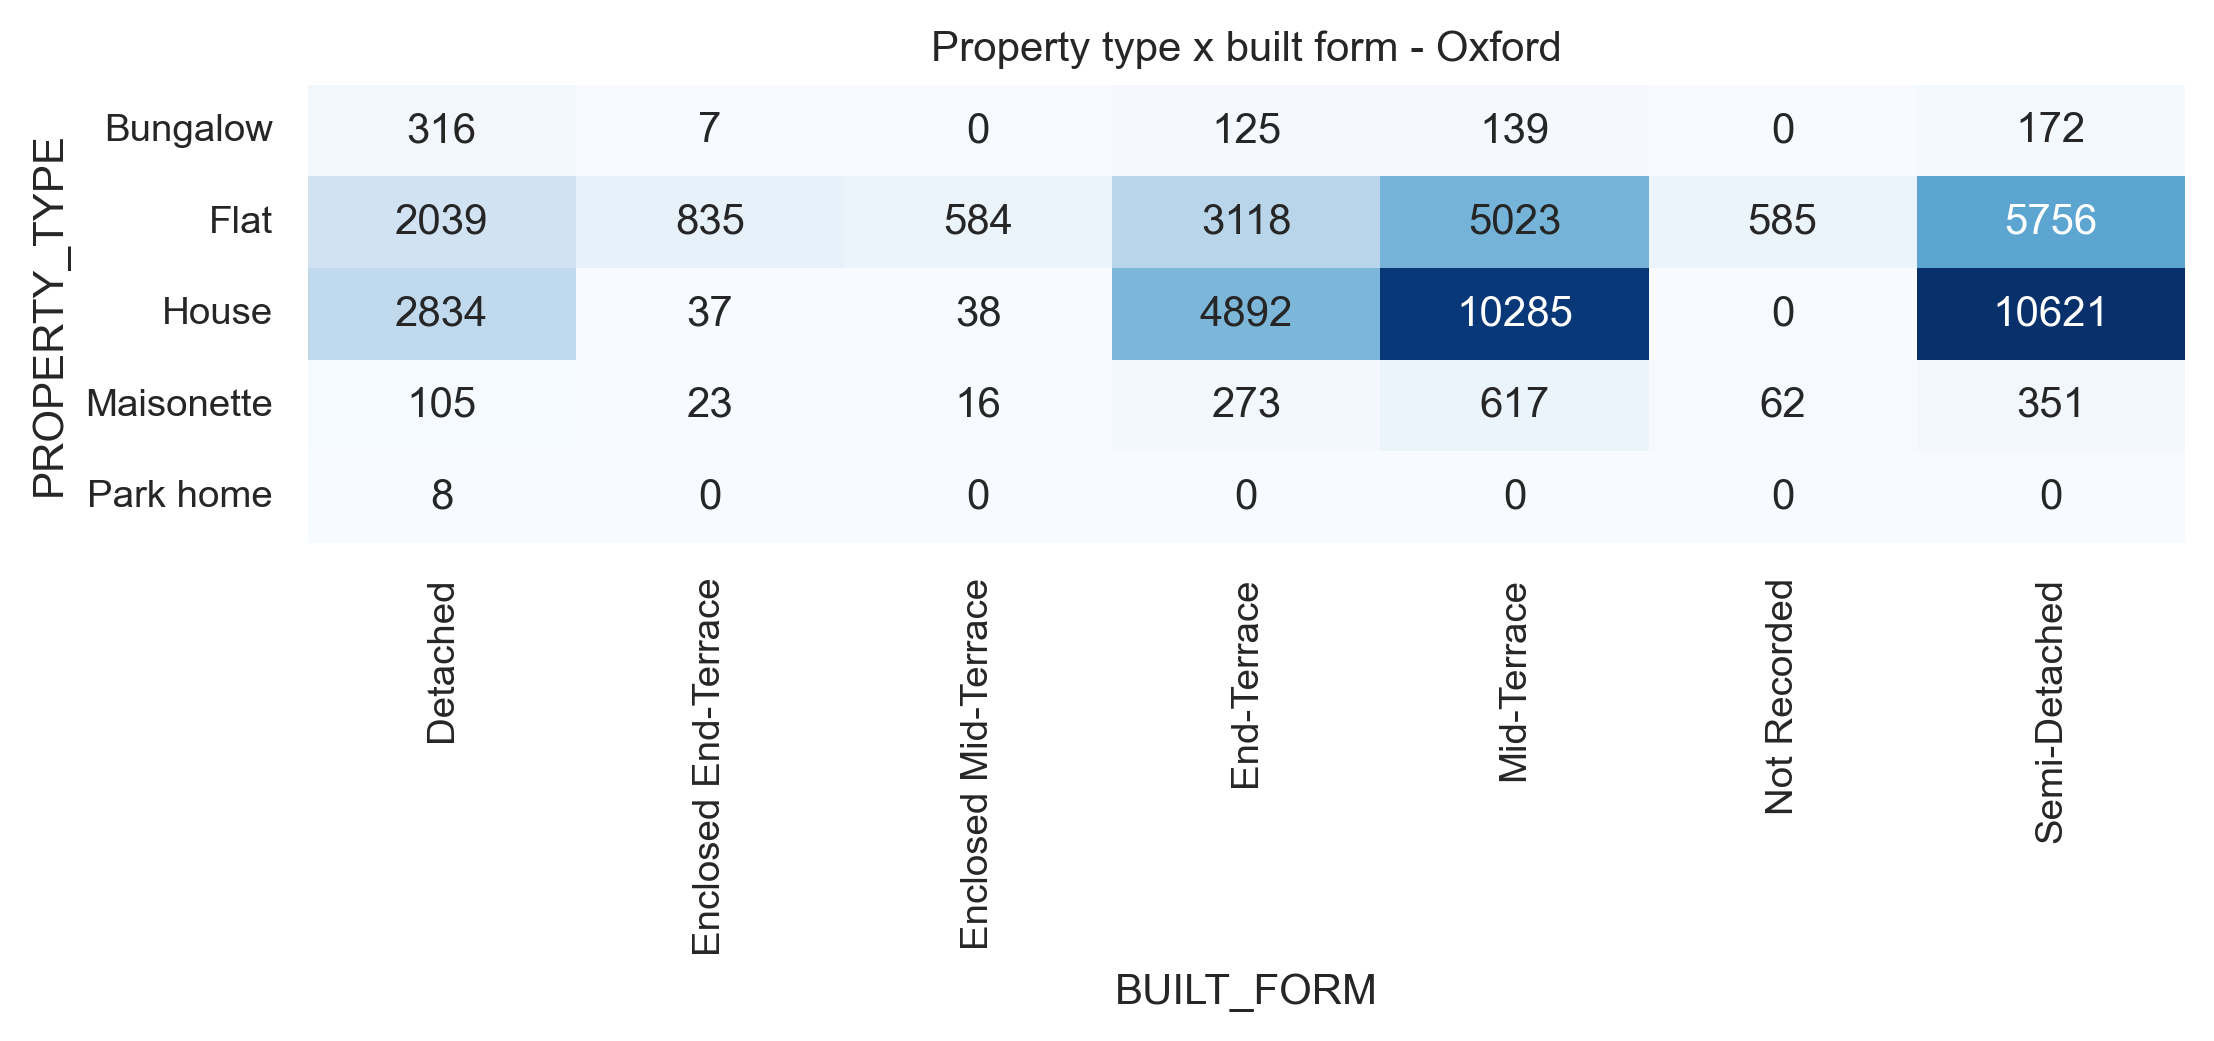 Property type x built form - Oxford
PROPERTY_TYPE
Bungalow 316 7 0 125 139 0 172
Flat 2039 835 584 3118 5023 585 5756
House 2834 37 38 4892 10285 0 10621
Maisonette 105 23 16 273 617 62 351
Park home 8 0 0 0 0 0 0
Detached
Enclosed End-Terrace
Enclosed Mid-Terrace
End-Terrace
Mid-Terrace
Not Recorded
Semi-Detached
BUILT_FORM